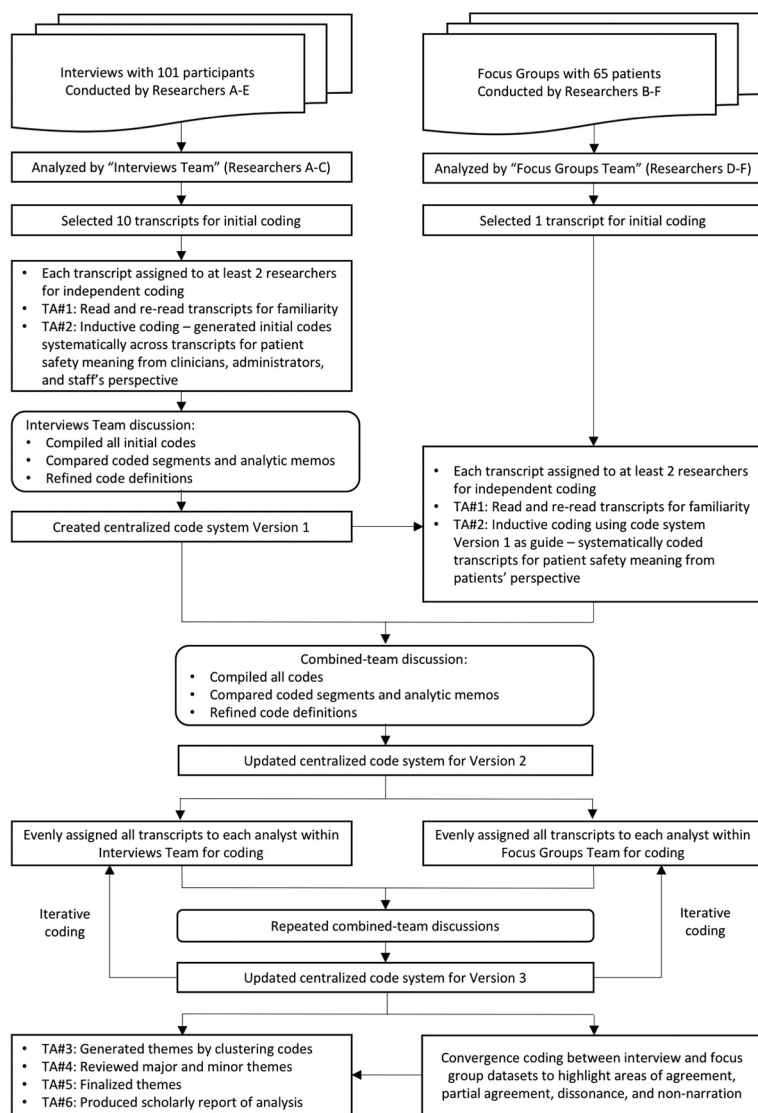 Interviews with 101 participants
Conducted by Researchers A-E
Focus Groups with 65 patients
Conducted by Researchers B-F
Analyzed by “Interviews Team” (Researchers A-C)
Analyzed by “Focus Groups Team” (Researchers D-F)
Selected 10 transcripts for initial coding
Selected 1 transcript for initial coding
• Each transcript assigned to at least 2 researchers
for independent coding
• TA#1: Read and re-read transcripts for familiarity
• TA#2: Inductive coding – generated initial codes
systematically across transcripts for patient
safety meaning from clinicians, administrators,
and staff’s perspective
Interviews Team discussion:
• Compiled all initial codes
• Compared coded segments and analytic memos
• Refined code definitions
Created centralized code system Version 1
• Each transcript assigned to at least 2 researchers
for independent coding
• TA#1: Read and re-read transcripts for familiarity
• TA#2: Inductive coding using code system
Version 1 as guide – systematically coded
transcripts for patient safety meaning from
patients’ perspective
Combined-team discussion:
• Compiled all codes
• Compared coded segments and analytic memos
• Refined code definitions
Updated centralized code system for Version 2
Evenly assigned all transcripts to each analyst within
Interviews Team for coding
Evenly assigned all transcripts to each analyst within
Focus Groups Team for coding
Iterative
coding
Repeated combined-team discussions
Iterative
coding
Updated centralized code system for Version 3
• TA#3: Generated themes by clustering codes
• TA#4: Reviewed major and minor themes
• TA#5: Finalized themes
• TA#6: Produced scholarly report of analysis
Convergence coding between interview and focus
group datasets to highlight areas of agreement,
partial agreement, dissonance, and non-narration